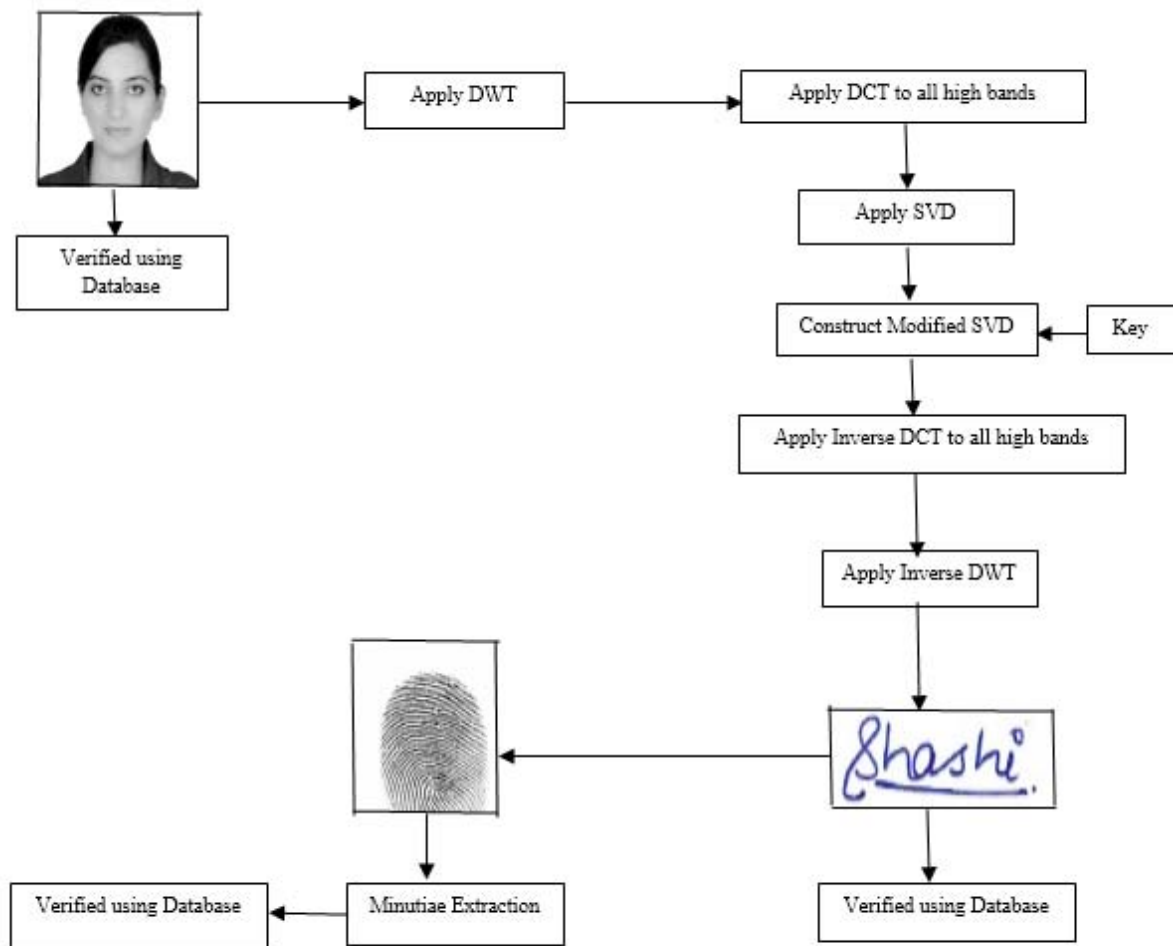 Apply DWT
Apply DCT to all high bands
Verified using
Database
Apply SVD
Construct Modified SVD
Key
Apply Inverse DCT to all high bands
Apply Inverse DWT
Shashi
Verified using Database
Minutiae Extraction
Verified using Database